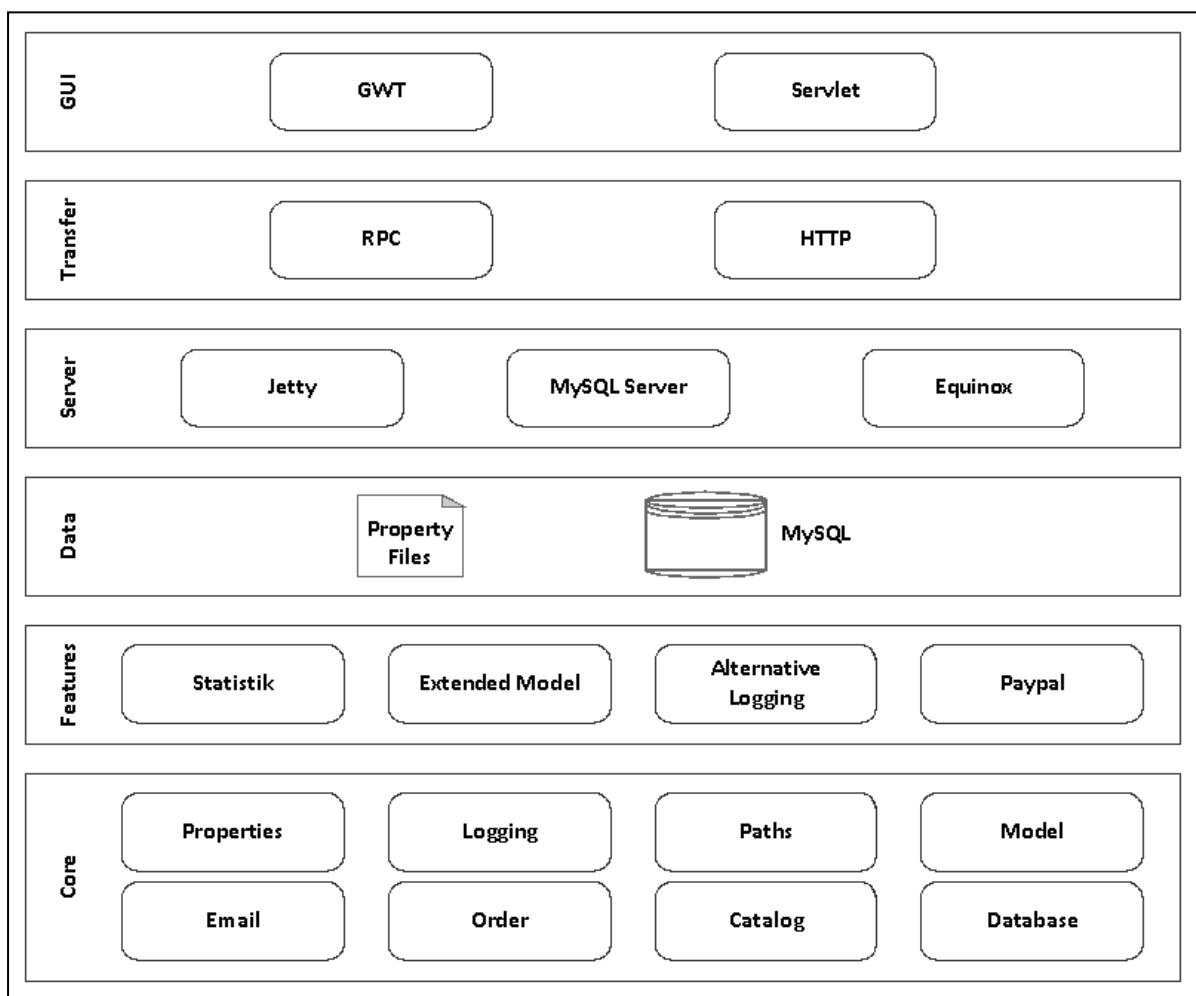 GUI
GWT
Servlet
Transfer
RPC
HTTP
Server
Jetty
MySQL Server
Equinox
Data
Property
Files
MySQL
Features
Statistik
Extended Model
Alternative
Logging
Paypal
Core
Properties
Logging
Paths
Model
Email
Order
Catalog
Database